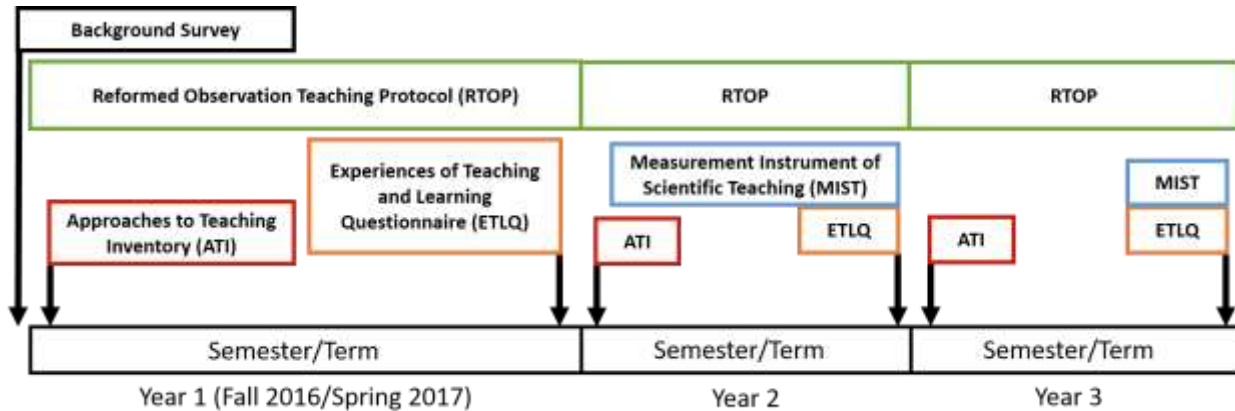 Background Survey
Reformed Observation Teaching Protocol (RTOP)
RTOP
RTOP
Experiences of Teaching
and Learning
Questionnaire (ETLQ)
Measurement Instrument of
Scientific Teaching (MIST)
MIST
Approaches to Teaching
Inventory (ATI)
ATI
ETLQ
ATI
ETLQ
Semester/Term
Semester/Term
Semester/Term
Year 1 (Fall 2016/Spring 2017)
Year 2
Year 3